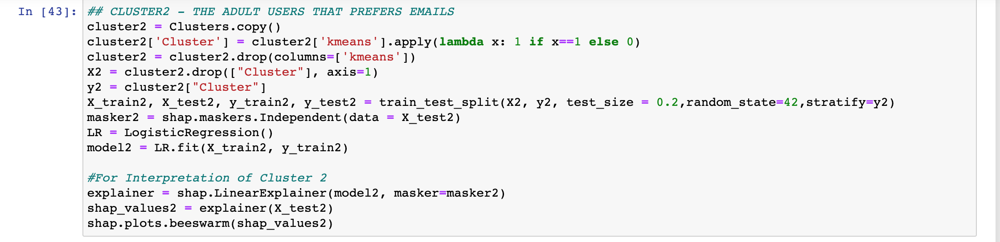 In [43]: ## CLUSTER2 - THE ADULT USERS THAT PREFERS EMAILS
cluster2 = Clusters.copy()
cluster2['Cluster'] = cluster2['kmeans'].apply(lambda x: 1 if x==1 else 0)
cluster2 = cluster2.drop(columns=['kmeans'])
X2 = cluster2.drop(["Cluster"], axis=1)
y2 = cluster2["Cluster"]
X_train2, X_test2, y_train2, y_test2 = train_test_split(X2, y2, test_size = 0.2,random_state=42,stratify=y2)
masker2 = shap.maskers.Independent(data = X_test2)
LR = LogisticRegression()
model2 = LR.fit(X_train2, y_train2)

#For Interpretation of Cluster 2
explainer = shap.LinearExplainer(model2, masker=masker2)
shap_values2 = explainer(X_test2)
shap.plots.beeswarm(shap_values2)